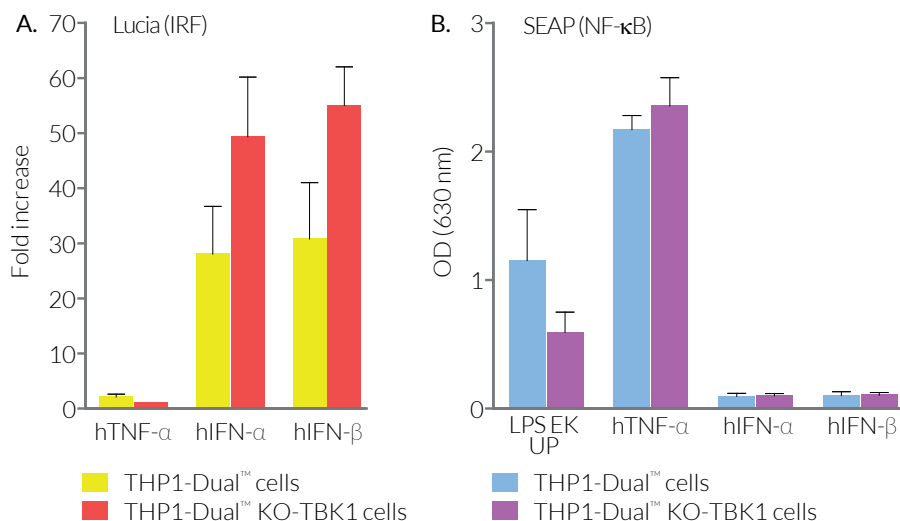 A.
Lucia (IRF)
Fold increase
70
60
50
40
30
20
10
0
hTNF-α
hIFN-α
hIFN-β
THP1-Dual™ cells
THP1-Dual™ KO-TBK1 cells
B.
SEAP (NF-κB)
OD (630 nm)
3
2
1
0
LPS EK
UP
hTNF-α
hIFN-α
hIFN-β
THP1-Dual™ cells
THP1-Dual™ KO-TBK1 cells